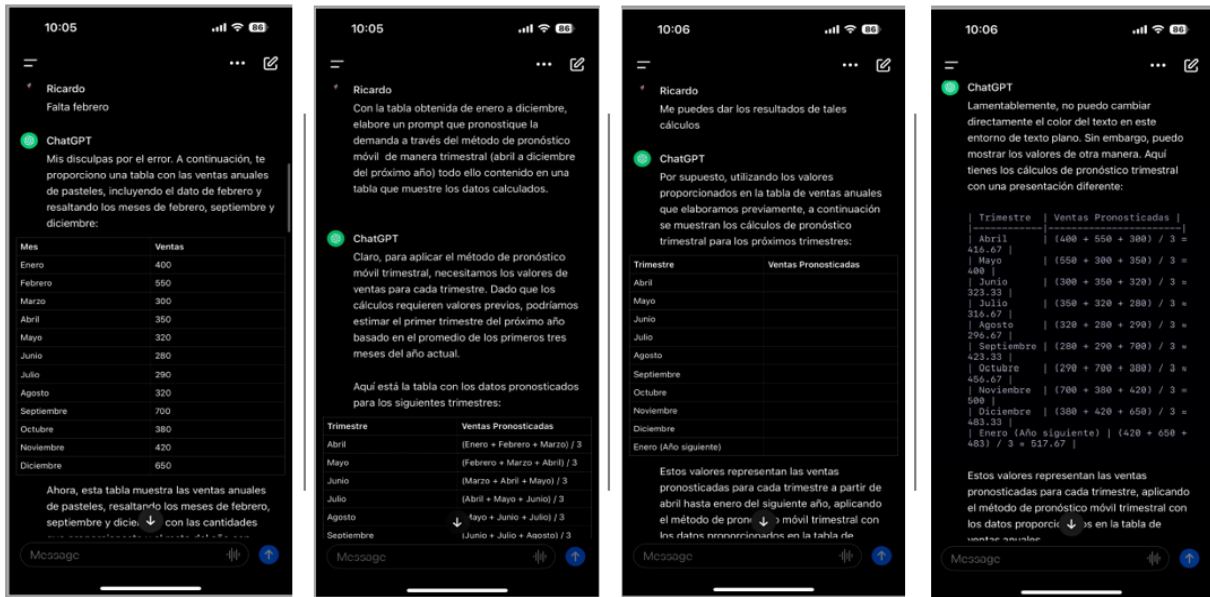 10:05
86
Ricardo
Falta febrero
ChatGPT
Mis disculpas por el error. A continuación, te
proporciono una tabla con las ventas anuales
de pasteles, incluyendo el dato de febrero y
resaltando los meses de febrero, septiembre y
diciembre:
Mes Ventas
Enero 400
Febrero 550
Marzo 300
Abril 350
Mayo 320
Junio 280
Julio 290
Agosto 320
Septiembre 700
Octubre 380
Noviembre 420
Diciembre 650
Ahora, esta tabla muestra las ventas anuales
de pasteles, resaltando los meses de febrero,
septiembre y con las cantidades
Message
10:05
86
Ricardo
Con la tabla obtenida de enero a diciembre,
elabore un prompt que pronostique la
demanda a través del método de pronóstico
móvil de manera trimestral (abril a diciembre
del próximo año) todo ello contenido en una
tabla que muestre los datos calculados.
ChatGPT
Claro, para aplicar el método de pronóstico
móvil trimestral, necesitamos los valores de
ventas para cada trimestre. Dado que los
cálculos requieren valores previos, podríamos
estimar el primer trimestre del próximo año
basado en el promedio de los primeros tres
meses del año actual.
Aquí está la tabla con los datos pronosticados
para los siguientes trimestres:
Trimestre Ventas Pronosticadas
Abril (Enero + Febrero + Marzo) / 3
Mayo (Febrero + Marzo + Abril) / 3
Junio (Marzo + Abril + Mayo) / 3
Julio (Abril + Mayo + Junio) / 3
Agosto Mayo + Junio + Julio) / 3
Septiembre (Junio + Julio + Agosto) / 3
Message
10:06
86
Ricardo
Me puedes dar los resultados de tales
cálculos
ChatGPT
Por supuesto, utilizando los valores
proporcionados en la tabla de ventas anuales
que elaboramos previamente, a continuación
se muestran los cálculos de pronóstico
trimestral para los próximos trimestres:
Trimestre Ventas Pronosticadas
Abril
Mayo
Junio
Julio
Agosto
Septiembre
Octubre
Noviembre
Diciembre
Enero (Año siguiente)
Estos valores representan las ventas
pronosticadas para cada trimestre a partir de
abril hasta enero del siguiente año, aplicando
el método de móvil trimestral con
los datos proporcionados en la tabla de
Message
10:06
86
ChatGPT
Lamentablemente, no puedo cambiar
directamente el color del texto en este
entorno de texto plano. Sin embargo, puedo
mostrar los valores de otra manera. Aquí
tienes los cálculos de pronóstico trimestral
con una presentación diferente:
| Trimestre | Ventas Pronosticadas |
|-------------|----------------------|
| Abril | (400 + 550 + 300) / 3 =
416.67 |
| Mayo | (550 + 300 + 350) / 3 =
400 |
| Junio | (300 + 350 + 320) / 3 ≈
323.33 |
| Julio | (350 + 320 + 280) / 3 ≈
316.67 |
| Agosto | (320 + 280 + 290) / 3 ≈
296.67 |
| Septiembre | (280 + 290 + 700) / 3 ≈
423.33 |
| Octubre | (290 + 700 + 380) / 3 ≈
456.67 |
| Noviembre | (700 + 380 + 420) / 3 =
500 |
| Diciembre | (380 + 420 + 650) / 3 ≈
483.33 |
| Enero (Año siguiente) | (420 + 650 +
483) / 3 = 517.67 |
Estos valores representan las ventas
pronosticadas para cada trimestre, aplicando
el método de pronóstico móvil trimestral con
los datos en la tabla de
ventas anuales
Message